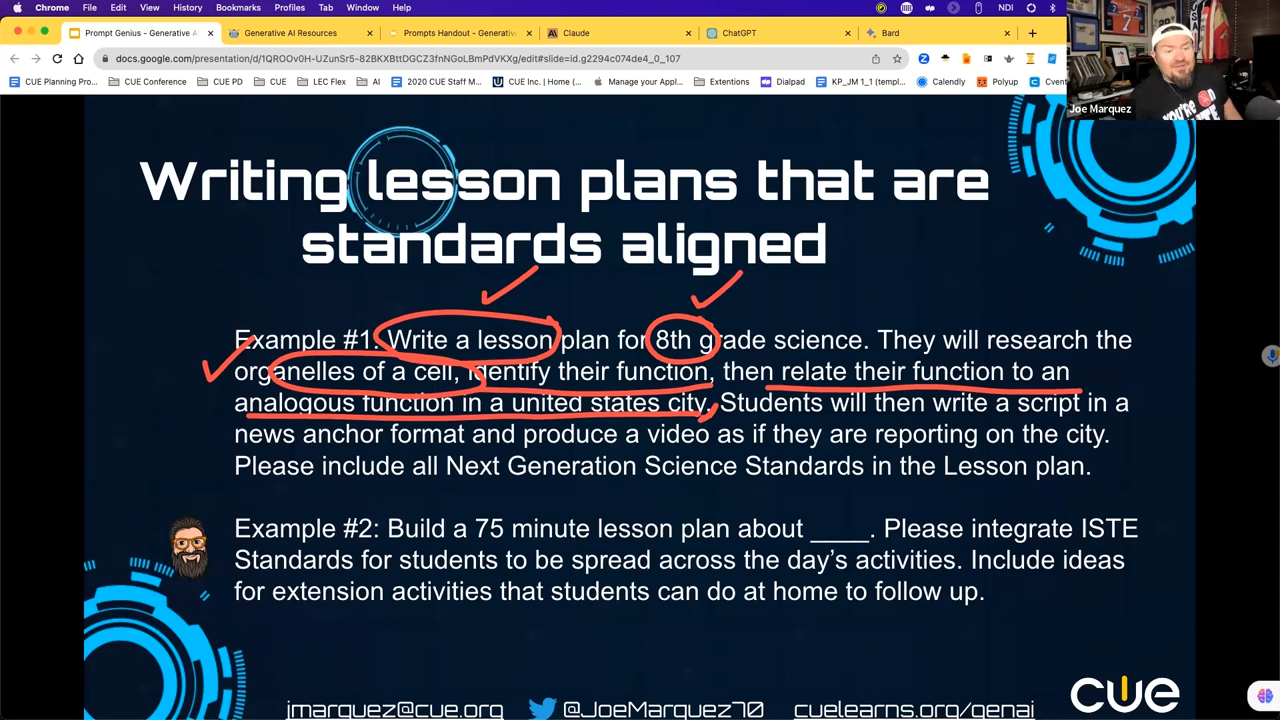 Chrome File Edit View History Bookmarks Profiles Tab Window Help NDI
Prompt Genius - Generative A Generative AI Resources Prompts Handout - Generative Claude ChatGPT Bard
docs.google.com/presentation/d/1QROOv0H-UZunSr5-82BKXBttDtCZ3fnNGoLBmPdVKXg/edit#slide=id.g2294c074de4_0_107
CUE Planning Pro... CUE Conference CUE PD CUE LEC Flex AI 2020 CUE Staff M... CUE Inc. | Home (... Apple - Manage your... Extentions Dialpad KP_JM 1_1 (templ... Calendly Polyup Cvent
Joe Marquez
Writing lesson plans that are
standards aligned
Example #1: Write a lesson plan for 8th grade science. They will research the
organelles of a cell, identify their function, then relate their function to an
analogous function in a united states city. Students will then write a script in a
news anchor format and produce a video as if they are reporting on the city.
Please include all Next Generation Science Standards in the Lesson plan.
Example #2: Build a 75 minute lesson plan about ____. Please integrate ISTE
Standards for students to be spread across the day's activities. Include ideas
for extension activities that students can do at home to follow up.
jmarquez@cue.org @JoeMarquez70 cuelearns.org/genai
cue